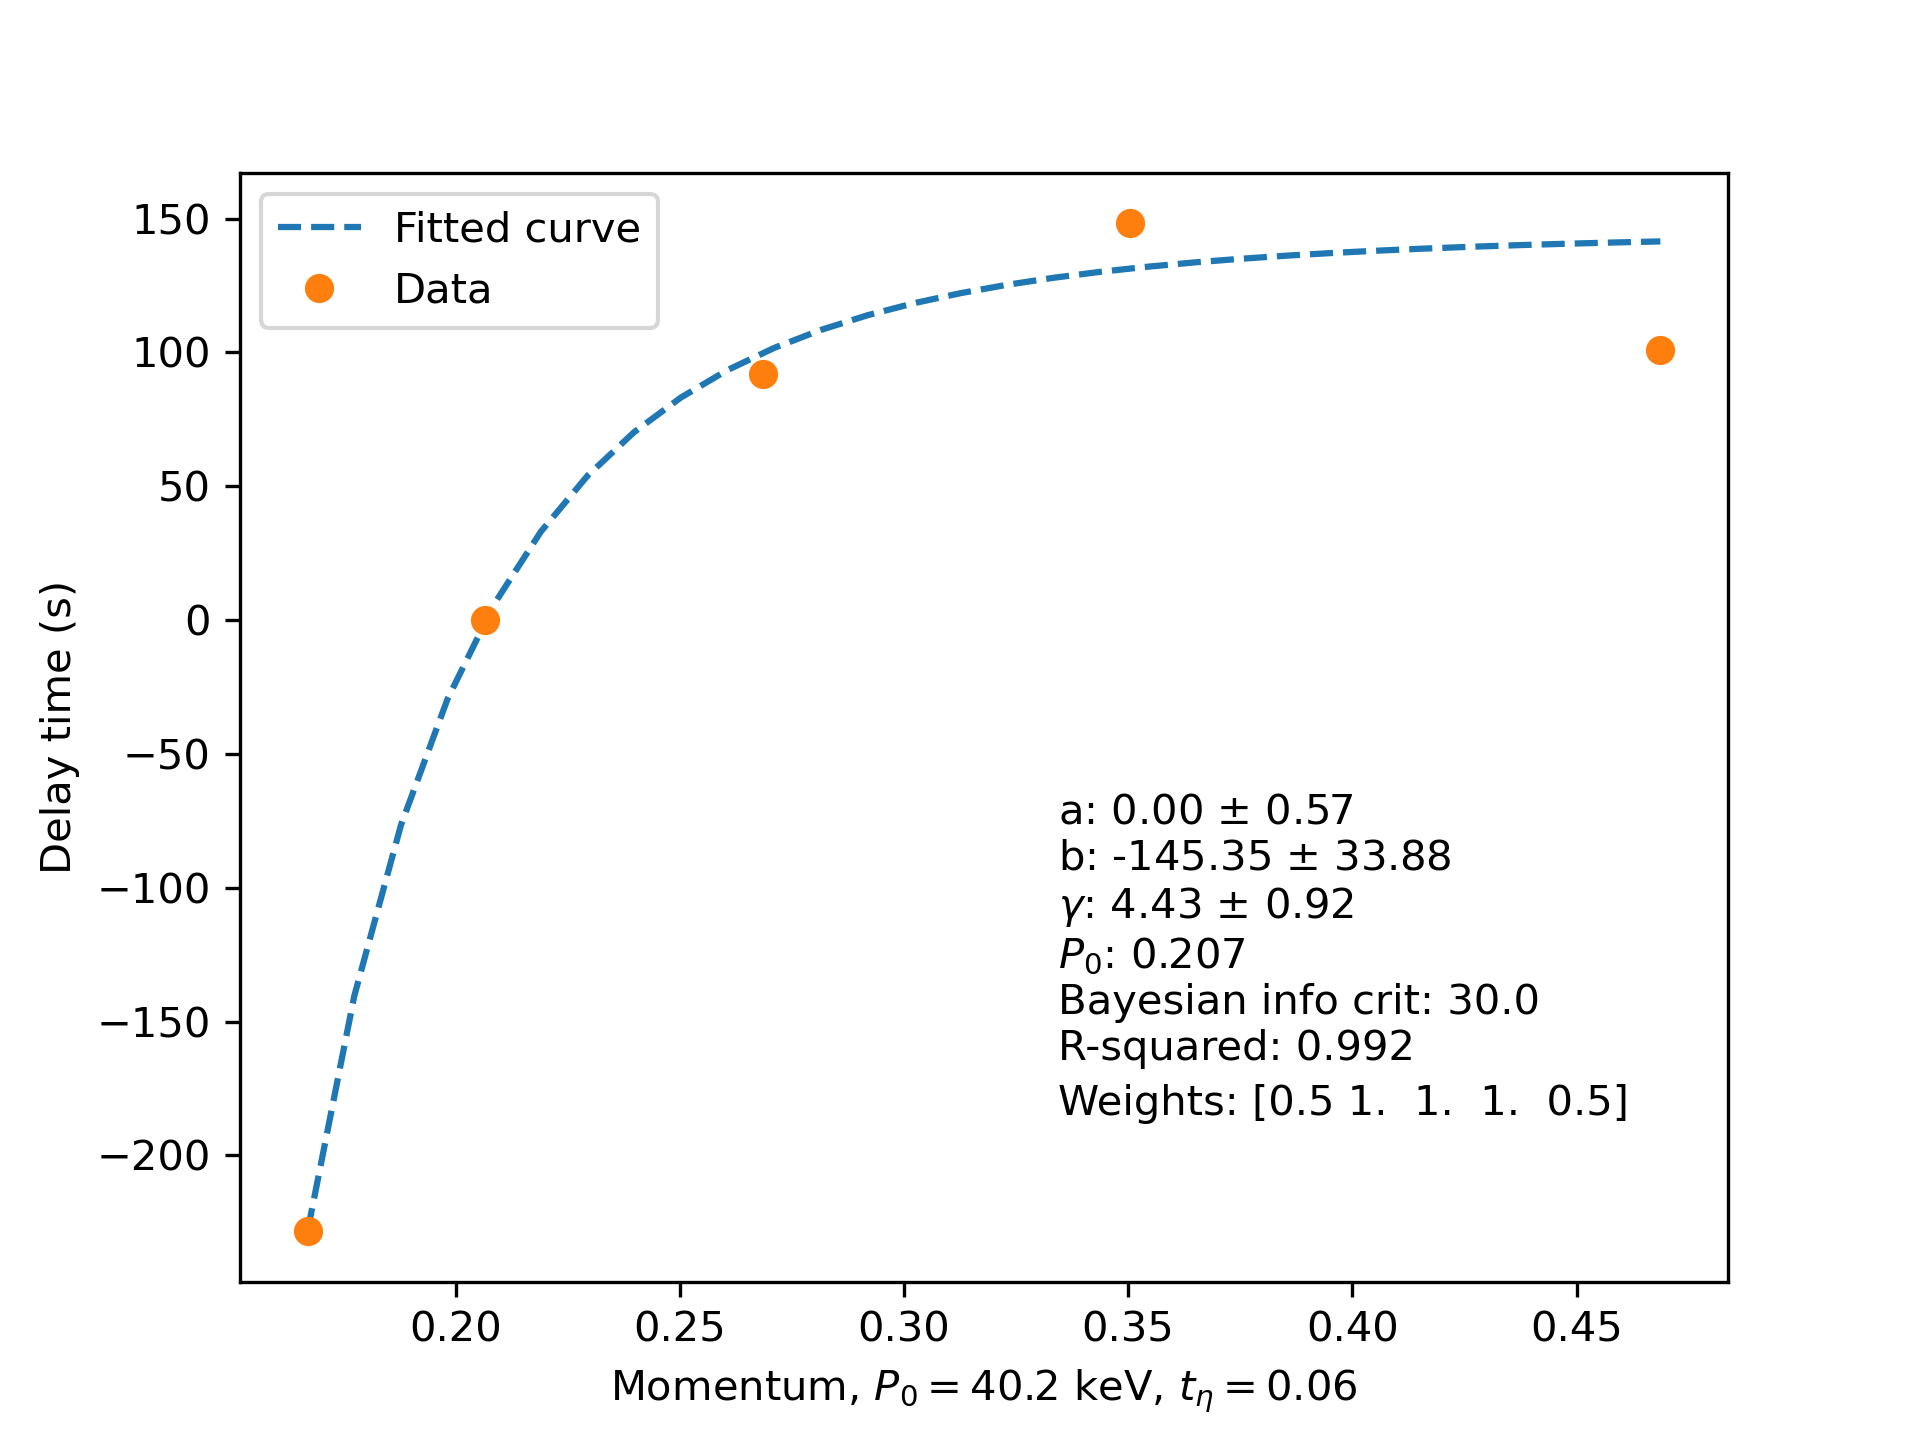 Fitted curve
Data
150
100
50
0
−50
−100
−150
−200
Delay time (s)
a: 0.00 ± 0.57
b: -145.35 ± 33.88
γ: 4.43 ± 0.92
P₀: 0.207
Bayesian info crit: 30.0
R-squared: 0.992
Weights: [0.5 1.  1.  1.  0.5]
0.20 0.25 0.30 0.35 0.40 0.45
Momentum, P₀ = 40.2 keV, tη = 0.06